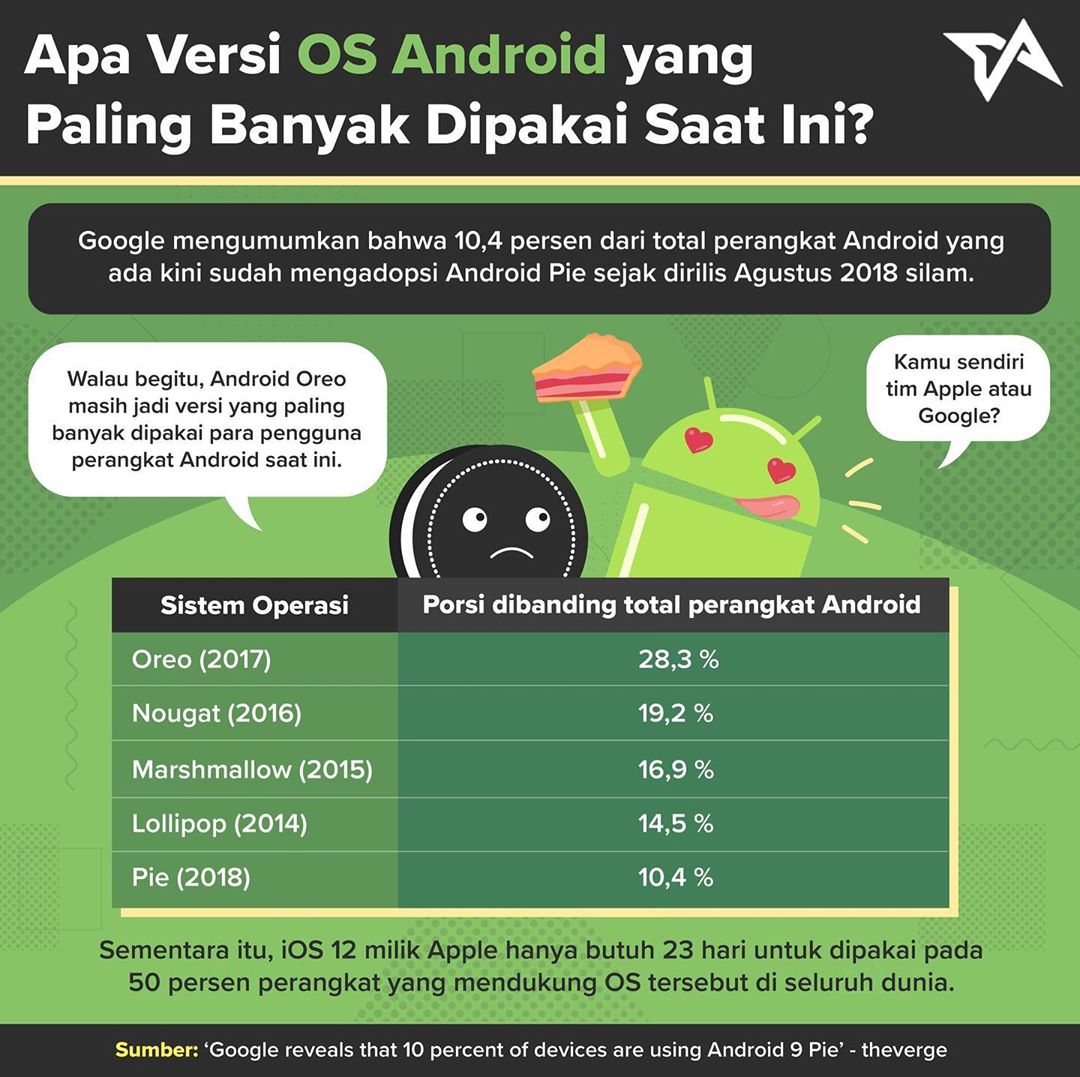 Apa Versi OS Android yang
Paling Banyak Dipakai Saat Ini?
Google mengumumkan bahwa 10,4 persen dari total perangkat Android yang
ada kini sudah mengadopsi Android Pie sejak dirilis Agustus 2018 silam.
Walau begitu, Android Oreo
masih jadi versi yang paling
banyak dipakai para pengguna
perangkat Android saat ini.
Kamu sendiri
tim Apple atau
Google?
Sistem Operasi Porsi dibanding total perangkat Android
Oreo (2017) 28,3 %
Nougat (2016) 19,2 %
Marshmallow (2015) 16,9 %
Lollipop (2014) 14,5 %
Pie (2018) 10,4 %
Sementara itu, iOS 12 milik Apple hanya butuh 23 hari untuk dipakai pada
50 persen perangkat yang mendukung OS tersebut di seluruh dunia.
Sumber: ‘Google reveals that 10 percent of devices are using Android 9 Pie’ - theverge